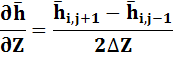 ∂h̄/∂Z = (h̄i,j+1 − h̄i,j−1)/(2ΔZ)